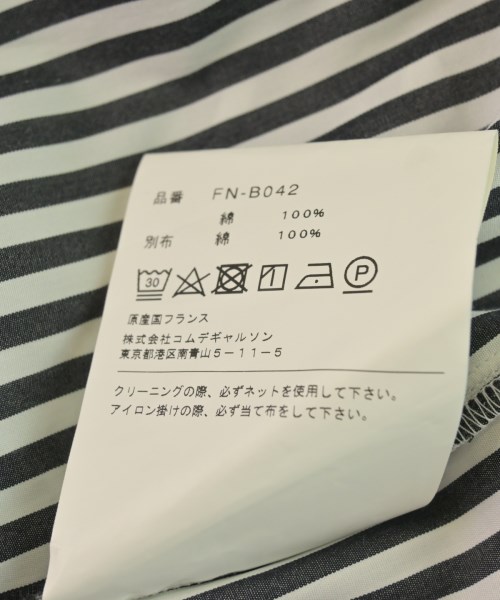 品番 FN-B042
綿 100%
別布 綿 100%
30 P
原産国フランス
株式会社コムデギャルソン
東京都港区南青山5-11-5
クリーニングの際、必ずネットを使用して下さい。
アイロン掛けの際、必ず当て布をして下さい。